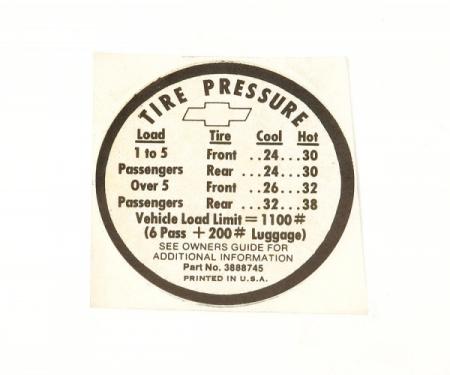 TIRE PRESSURE
Load Tire Cool Hot
1 to 5 Front ..24...30
Passengers Rear ...24...30
Over 5 Front ..26...32
Passengers Rear ...32...38
Vehicle Load Limit = 1100#
(6 Pass + 200# Luggage)
SEE OWNERS GUIDE FOR
ADDITIONAL INFORMATION
Part No. 3888745
PRINTED IN U.S.A.